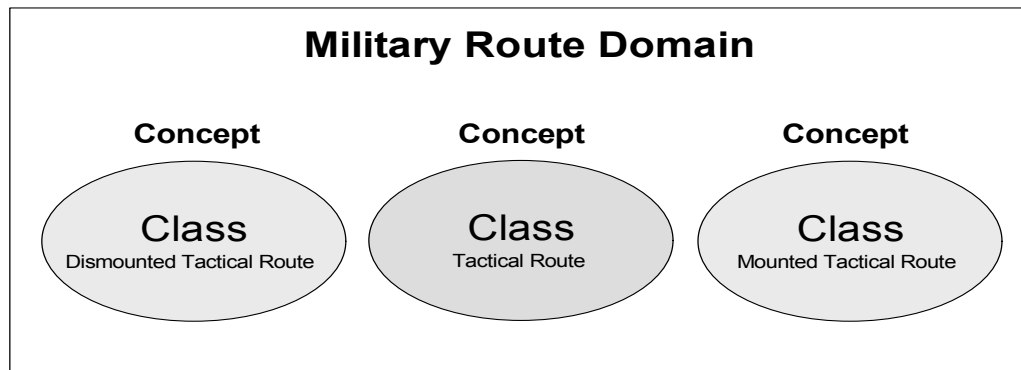 Military Route Domain
Concept Concept Concept
Class Class Class
Dismounted Tactical Route Tactical Route Mounted Tactical Route